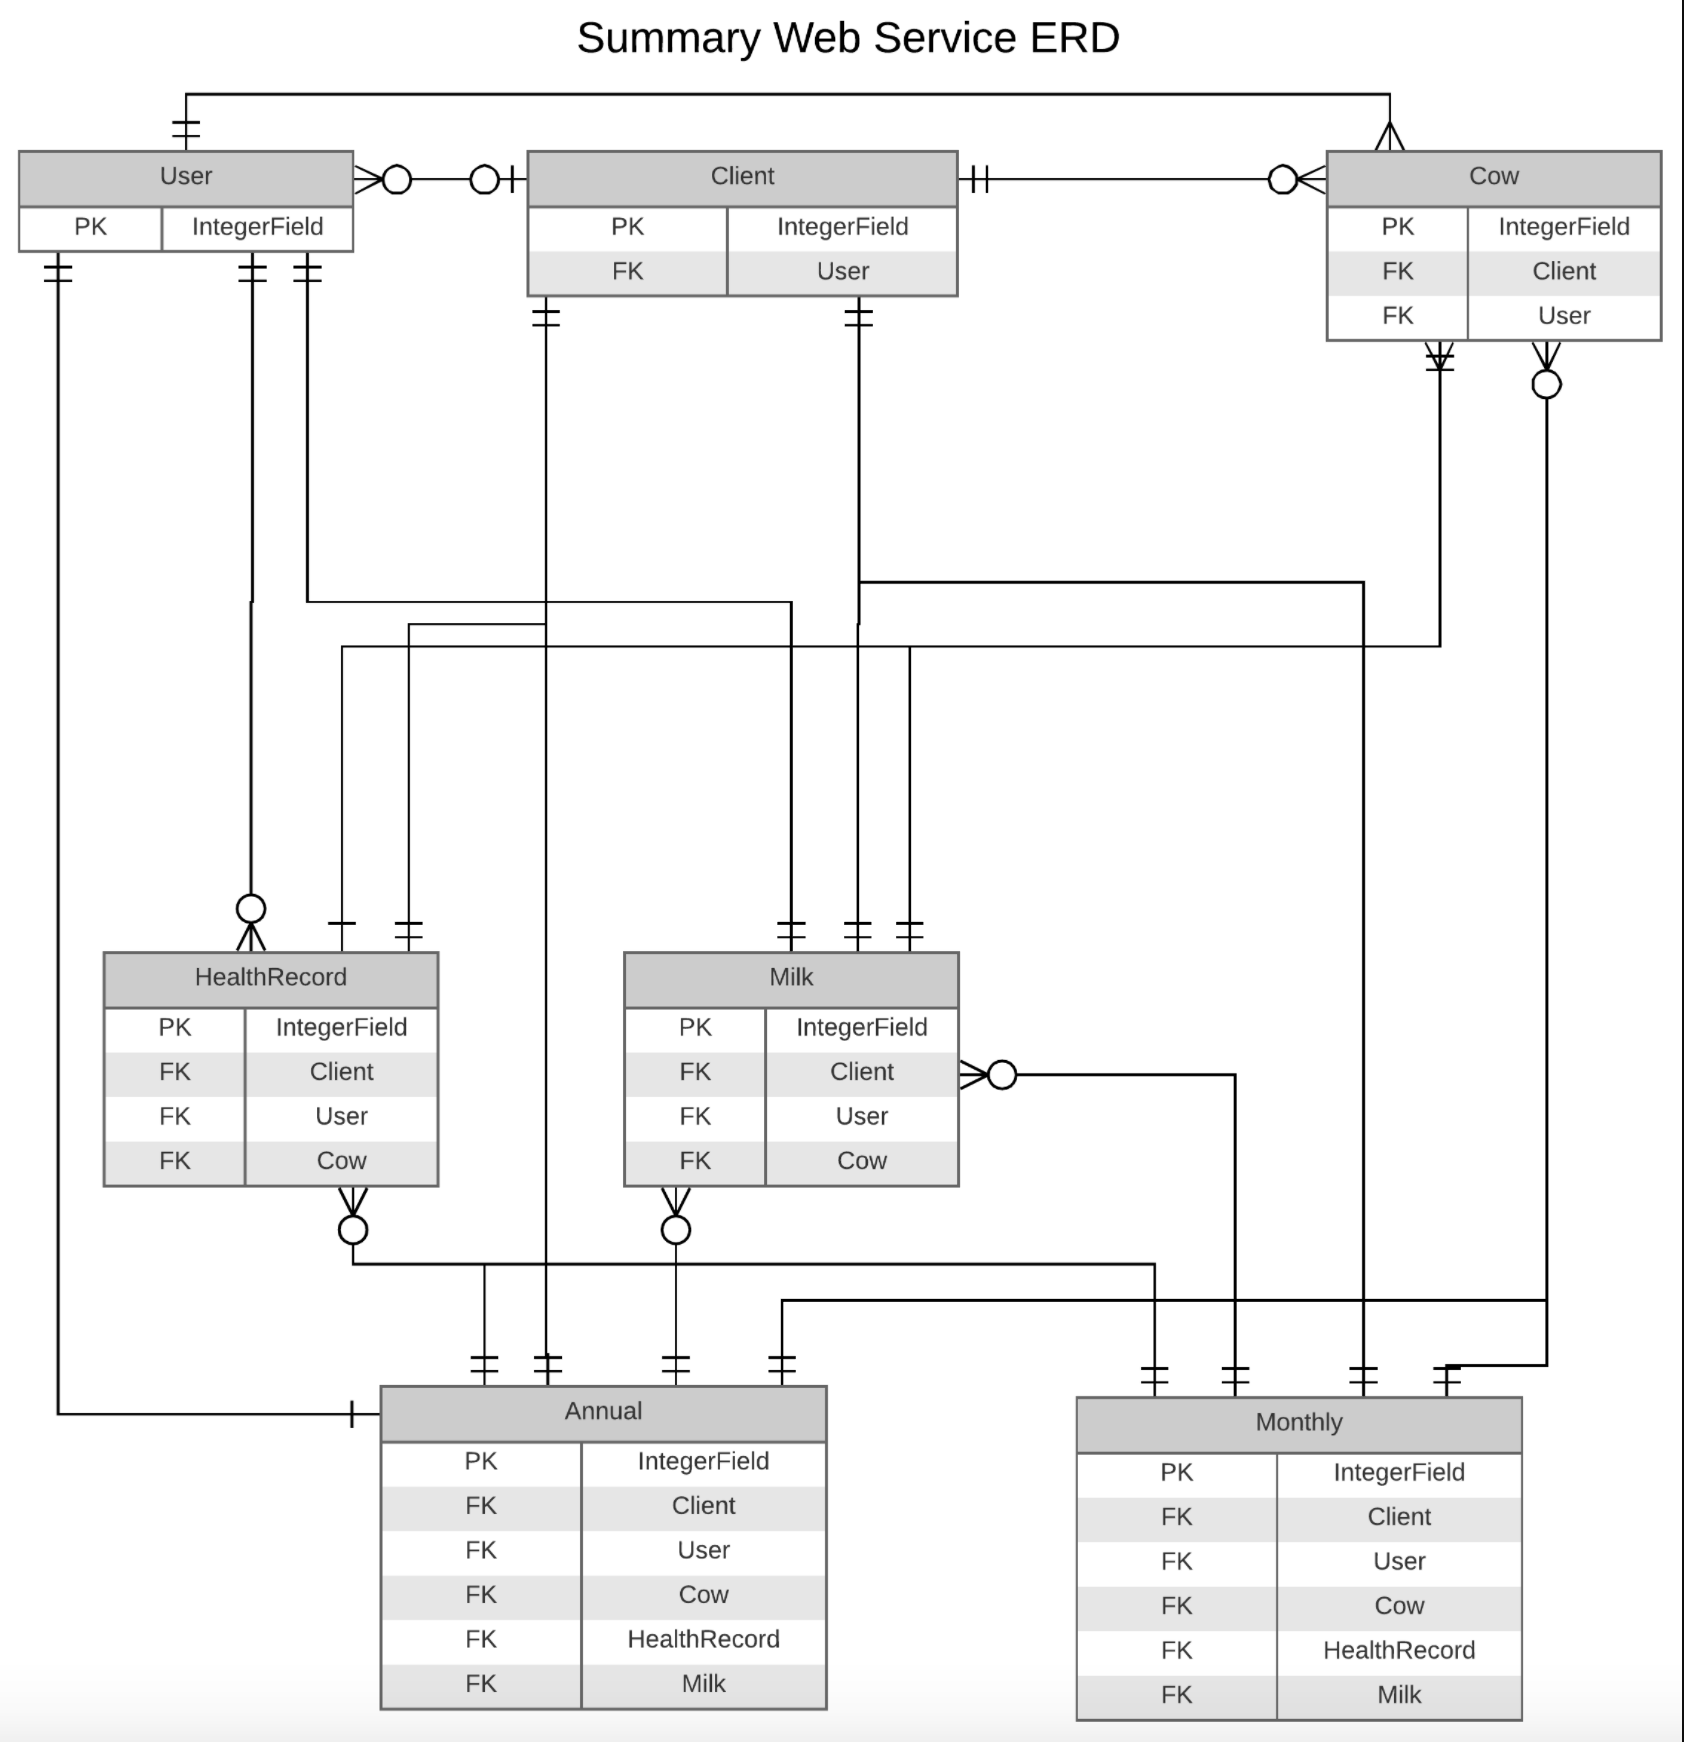 Summary Web Service ERD
User
PK IntegerField
Client
PK IntegerField
FK User
Cow
PK IntegerField
FK Client
FK User
HealthRecord
PK IntegerField
FK Client
FK User
FK Cow
Milk
PK IntegerField
FK Client
FK User
FK Cow
Annual
PK IntegerField
FK Client
FK User
FK Cow
FK HealthRecord
FK Milk
Monthly
PK IntegerField
FK Client
FK User
FK Cow
FK HealthRecord
FK Milk